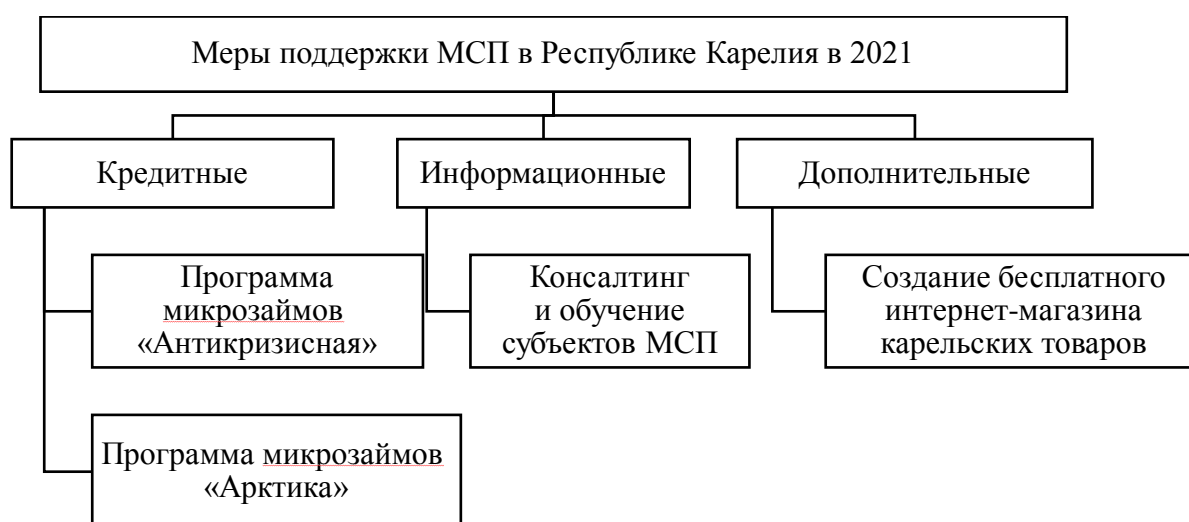 Меры поддержки МСП в Республике Карелия в 2021
Кредитные
Информационные
Дополнительные
Программа
микрозаймов
«Антикризисная»
Консалтинг
и обучение
субъектов МСП
Создание бесплатного
интернет-магазина
карельских товаров
Программа микрозаймов
«Арктика»